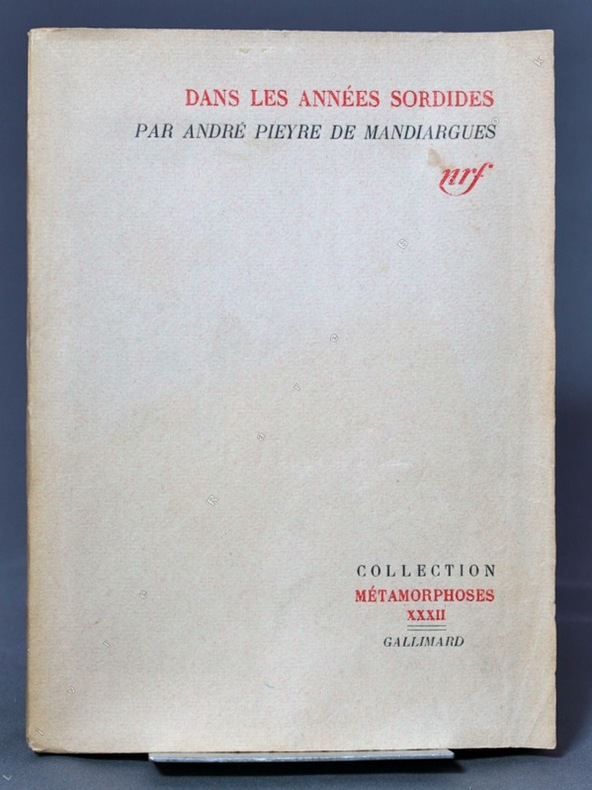 DANS LES ANNÉES SORDIDES
PAR ANDRÉ PIEYRE DE MANDIARGUES
nrf
COLLECTION
MÉTAMORPHOSES
XXXII
GALLIMARD